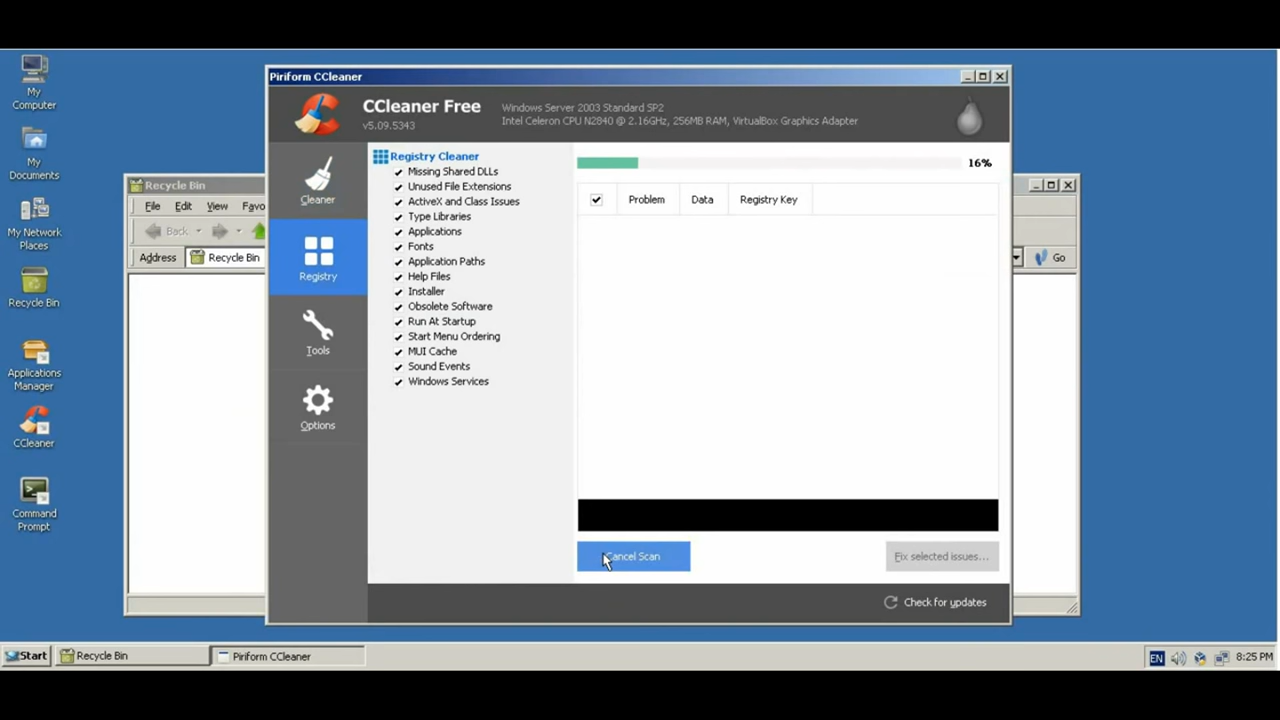 My Computer
My Documents
My Network Places
Recycle Bin
Applications Manager
CCleaner
Command Prompt
Recycle Bin
File Edit View Favo
Back
Address Recycle Bin
Go
Piriform CCleaner
CCleaner Free
v5.09.5343
Windows Server 2003 Standard SP2
Intel Celeron CPU N2840 @ 2.16GHz, 256MB RAM, VirtualBox Graphics Adapter
Cleaner
Registry
Tools
Options
Registry Cleaner
Missing Shared DLLs
Unused File Extensions
ActiveX and Class Issues
Type Libraries
Applications
Fonts
Application Paths
Help Files
Installer
Obsolete Software
Run At Startup
Start Menu Ordering
MUI Cache
Sound Events
Windows Services
16%
Problem Data Registry Key
Cancel Scan
Fix selected issues...
Check for updates
Start
Recycle Bin
Piriform CCleaner
EN
8:25 PM